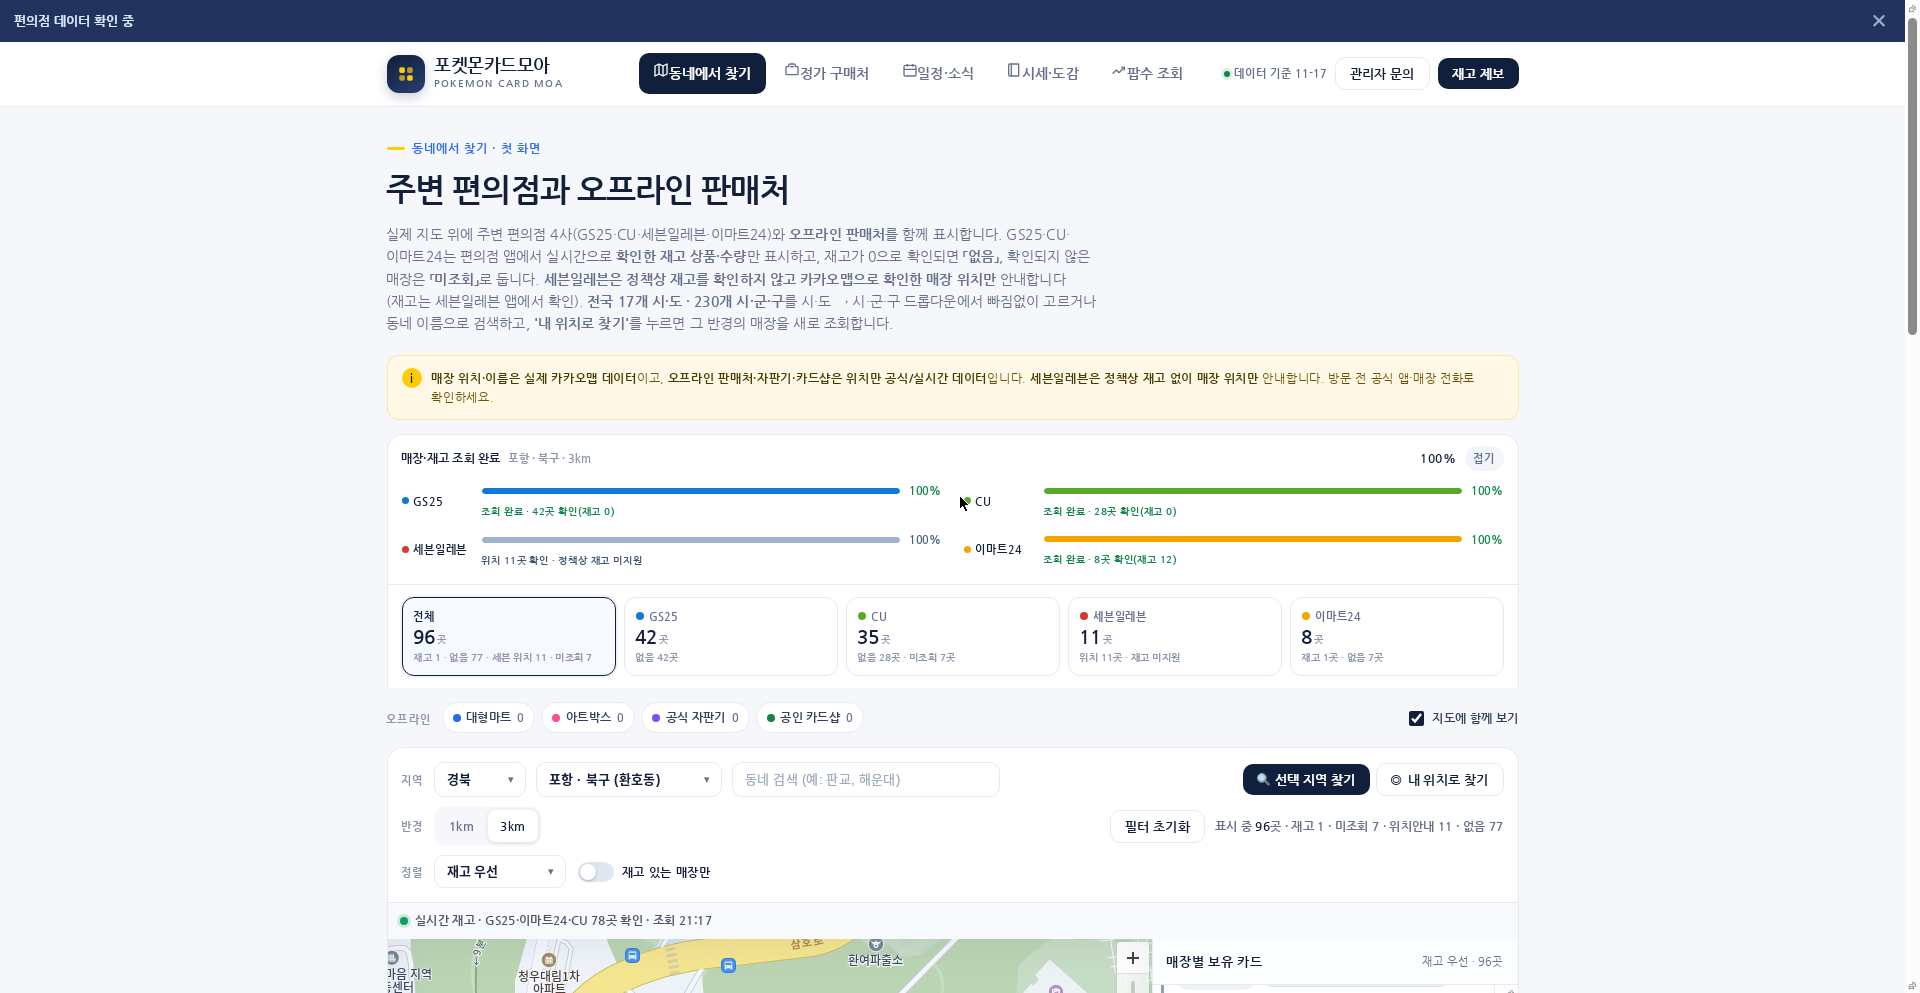 편의점 데이터 확인 중
포켓몬카드모아
POKEMON CARD MOA
동네에서 찾기
정가 구매처
일정·소식
시세·도감
팝수 조회
데이터 기준 11-17
관리자 문의
재고 제보
동네에서 찾기 · 첫 화면
주변 편의점과 오프라인 판매처
실제 지도 위에 주변 편의점 4사(GS25·CU·세븐일레븐·이마트24)와 오프라인 판매처를 함께 표시합니다. GS25·CU·
이마트24는 편의점 앱에서 실시간으로 확인한 재고 상품·수량만 표시하고, 재고가 0으로 확인되면 「없음」, 확인되지 않은
매장은 「미조회」로 둡니다. 세븐일레븐은 정책상 재고를 확인하지 않고 카카오맵으로 확인한 매장 위치만 안내합니다
(재고는 세븐일레븐 앱에서 확인). 전국 17개 시·도 · 230개 시·군·구를 시·도 → 시·군·구 드롭다운에서 빠짐없이 고르거나
동네 이름으로 검색하고, '내 위치로 찾기'를 누르면 그 반경의 매장을 새로 조회합니다.
매장 위치·이름은 실제 카카오맵 데이터이고, 오프라인 판매처·자판기·카드샵은 위치만 공식/실시간 데이터입니다. 세븐일레븐은 정책상 재고 없이 매장 위치만 안내합니다. 방문 전 공식 앱·매장 전화로
확인하세요.
매장·재고 조회 완료 포항 · 북구 · 3km
100%
접기
GS25
100%
조회 완료 · 42곳 확인(재고 0)
CU
100%
조회 완료 · 28곳 확인(재고 0)
세븐일레븐
100%
위치 11곳 확인 · 정책상 재고 미지원
이마트24
100%
조회 완료 · 8곳 확인(재고 12)
전체
96곳
재고 1 · 없음 77 · 세븐 위치 11 · 미조회 7
GS25
42곳
없음 42곳
CU
35곳
없음 28곳 · 미조회 7곳
세븐일레븐
11곳
위치 11곳 · 재고 미지원
이마트24
8곳
재고 1곳 · 없음 7곳
오프라인
대형마트 0
아트박스 0
공식 자판기 0
공인 카드샵 0
지도에 함께 보기
지역
경북
포항 · 북구 (환호동)
동네 검색 (예: 판교, 해운대)
선택 지역 찾기
내 위치로 찾기
반경
1km
3km
필터 초기화
표시 중 96곳 · 재고 1 · 미조회 7 · 위치안내 11 · 없음 77
정렬
재고 우선
재고 있는 매장만
실시간 재고 · GS25·이마트24·CU 78곳 확인 · 조회 21:17
삼호로
환여파출소
마음 지역
청우대림1차
아파트
매장별 보유 카드
재고 우선 · 96곳